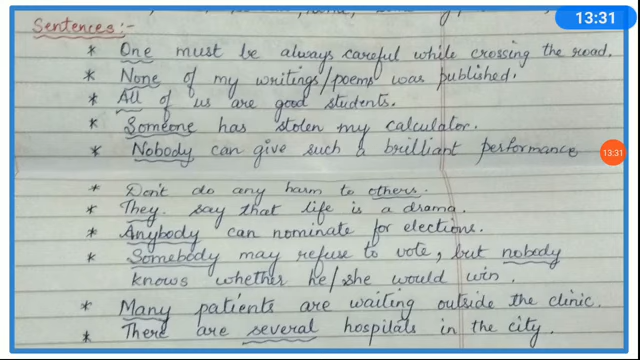 13:31
Sentences:-
* One must be always careful while crossing the road.
* None of my writings/poems was published.
* All of us are good students.
* Someone has stolen my calculator.
* Nobody can give such a brilliant performance
13:31
* Don't do any harm to others.
* They say that life is a drama.
* Anybody can nominate for elections.
* Somebody may refuse to vote, but nobody
knows whether he/she would win.
* Many patients are waiting outside the clinic.
* There are several hospitals in the city.